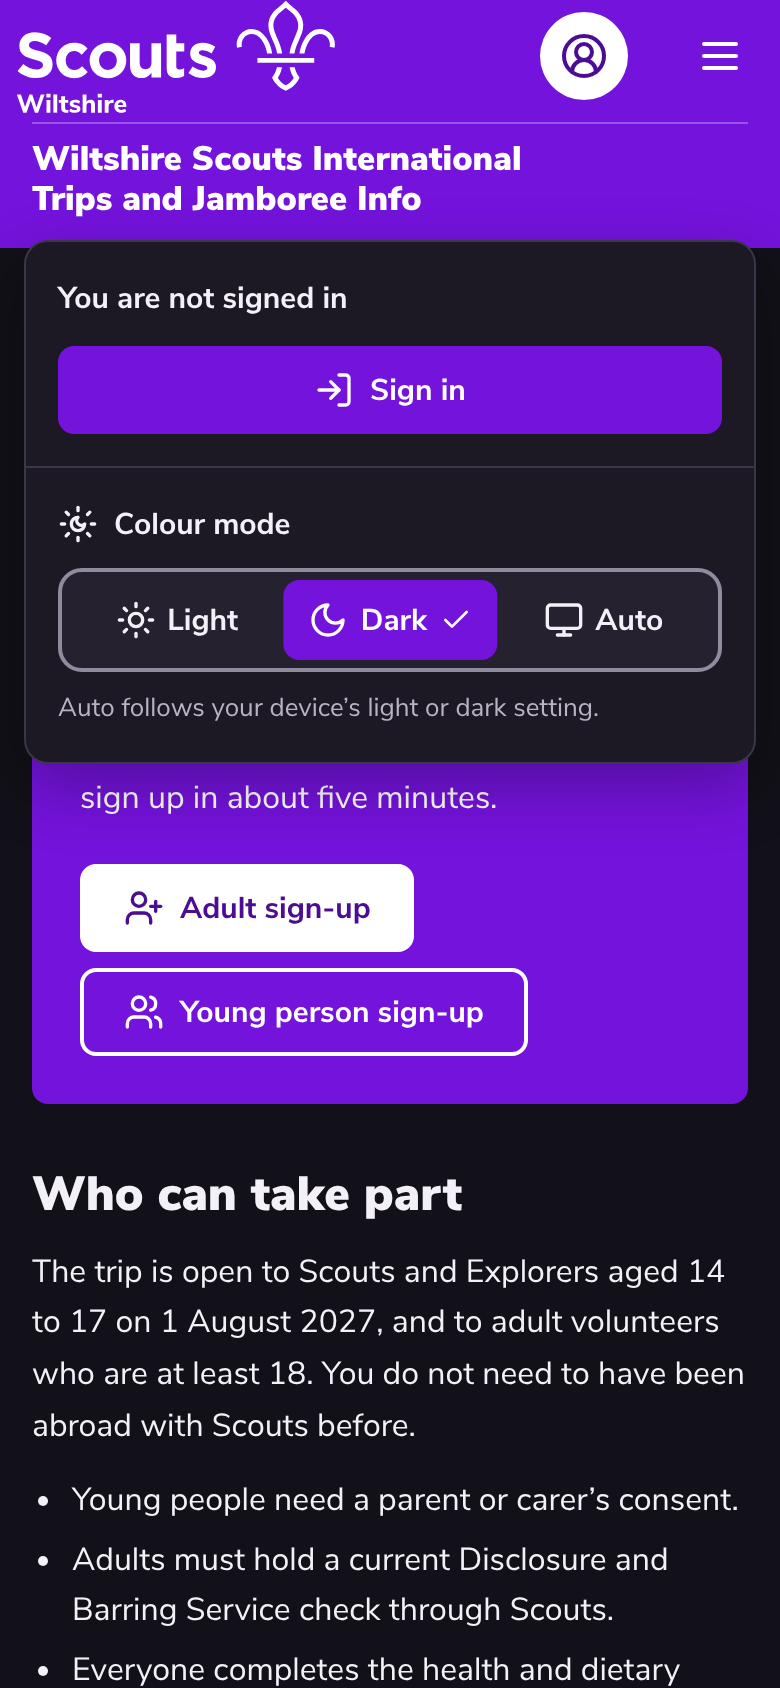 Scouts
Wiltshire
Wiltshire Scouts International
Trips and Jamboree Info
You are not signed in
Sign in
Colour mode
Light
Dark
Auto
Auto follows your device’s light or dark setting.
sign up in about five minutes.
Adult sign-up
Young person sign-up
Who can take part
The trip is open to Scouts and Explorers aged 14
to 17 on 1 August 2027, and to adult volunteers
who are at least 18. You do not need to have been
abroad with Scouts before.
• Young people need a parent or carer’s consent.
• Adults must hold a current Disclosure and
Barring Service check through Scouts.
• Everyone completes the health and dietary